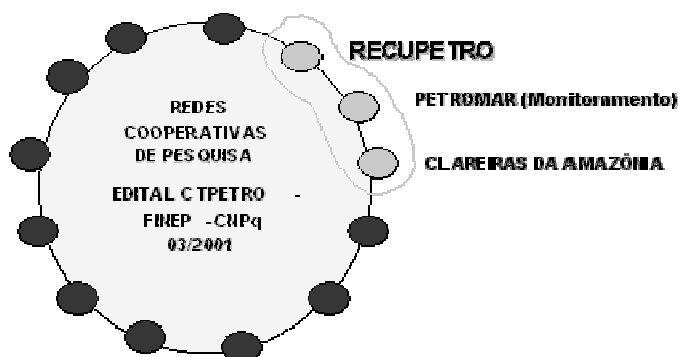 RECUPETRO
PETROMAR (Monitoramento)
CLAREIRAS DA AMAZÔNIA
REDES
COOPERATIVAS
DE PESQUISA
EDITAL CTPETRO -
FINEP - CNPq
03/2001